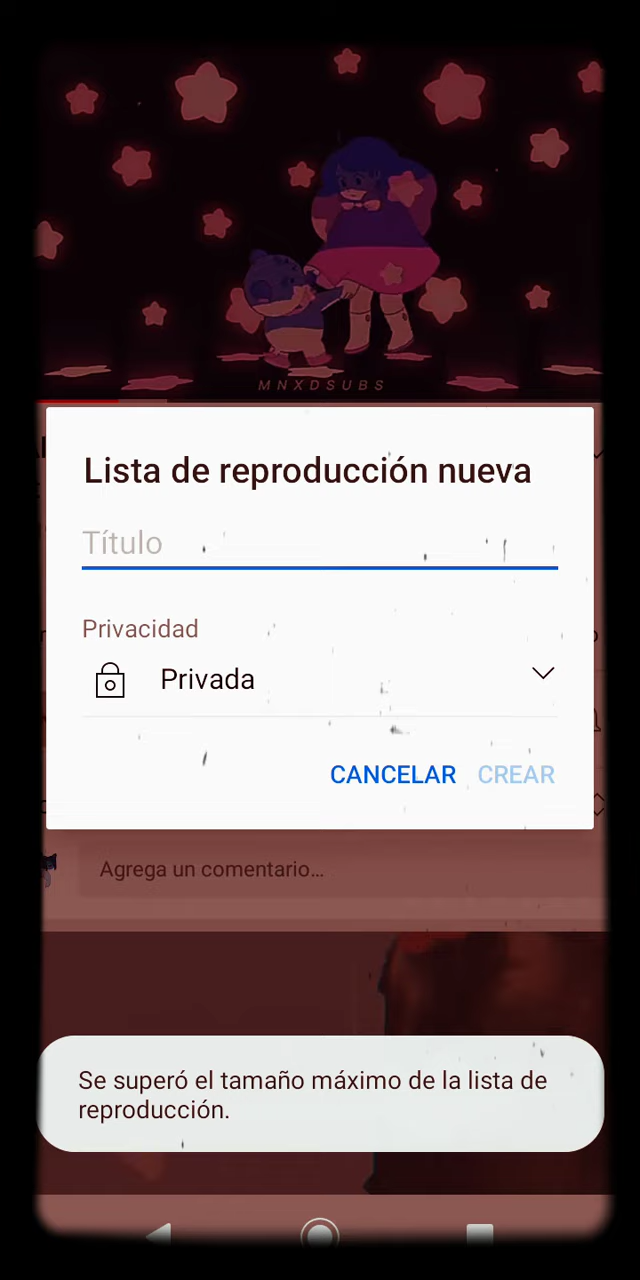 MNXDSUBS
Lista de reproducción nueva
Título
Privacidad
Privada
CANCELAR CREAR
Agrega un comentario...
Se superó el tamaño máximo de la lista de
reproducción.